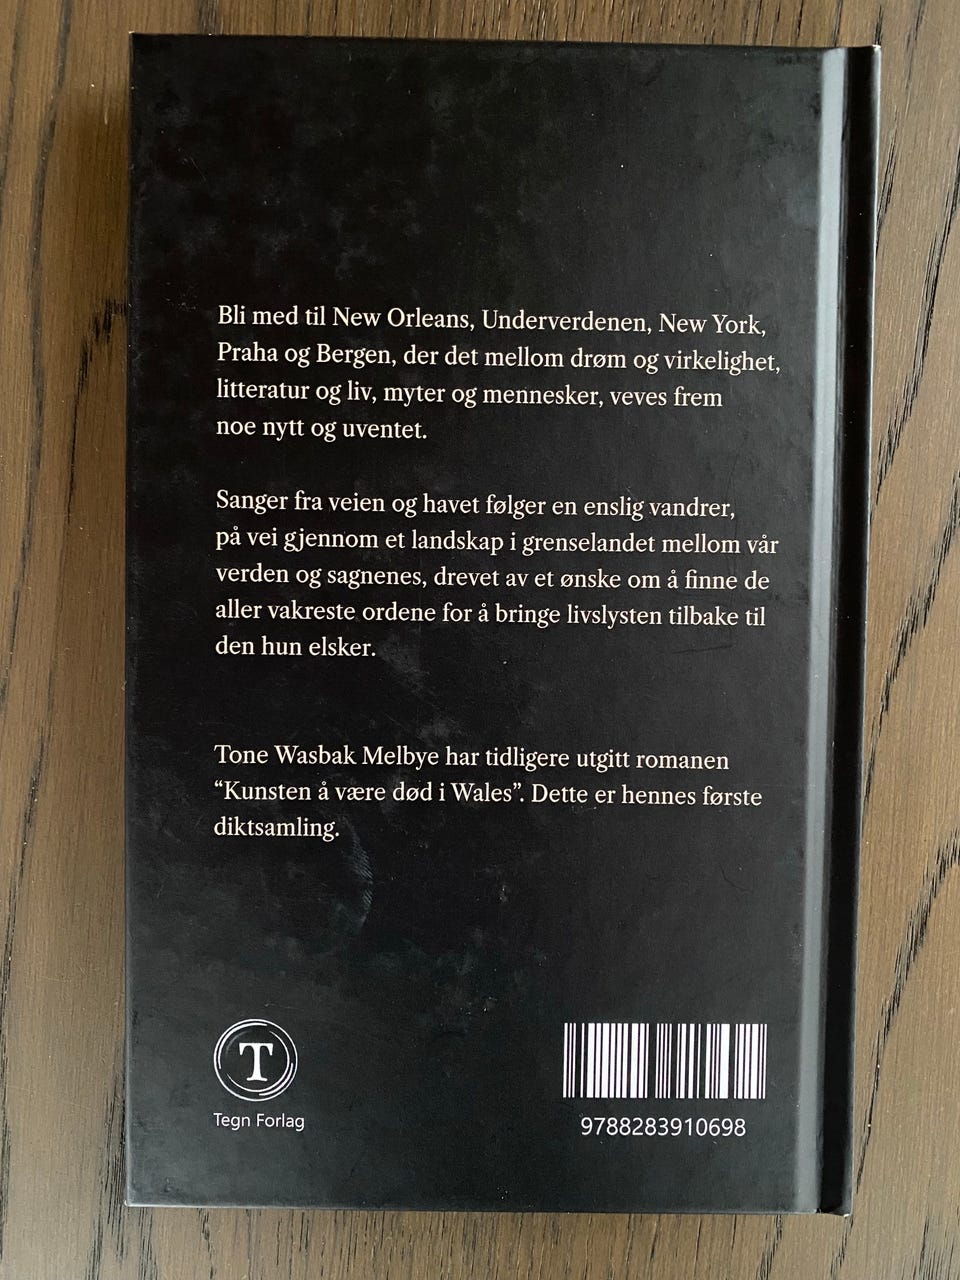 Bli med til New Orleans, Underverdenen, New York,
Praha og Bergen, der det mellom drøm og virkelighet,
litteratur og liv, myter og mennesker, veves frem
noe nytt og uventet.
Sanger fra veien og havet følger en enslig vandrer,
på vei gjennom et landskap i grenselandet mellom vår
verden og sagnenes, drevet av et ønske om å finne de
aller vakreste ordene for å bringe livslysten tilbake til
den hun elsker.
Tone Wasbak Melbye har tidligere utgitt romanen
“Kunsten å være død i Wales”. Dette er hennes første
diktsamling.
T
Tegn Forlag
9788283910698